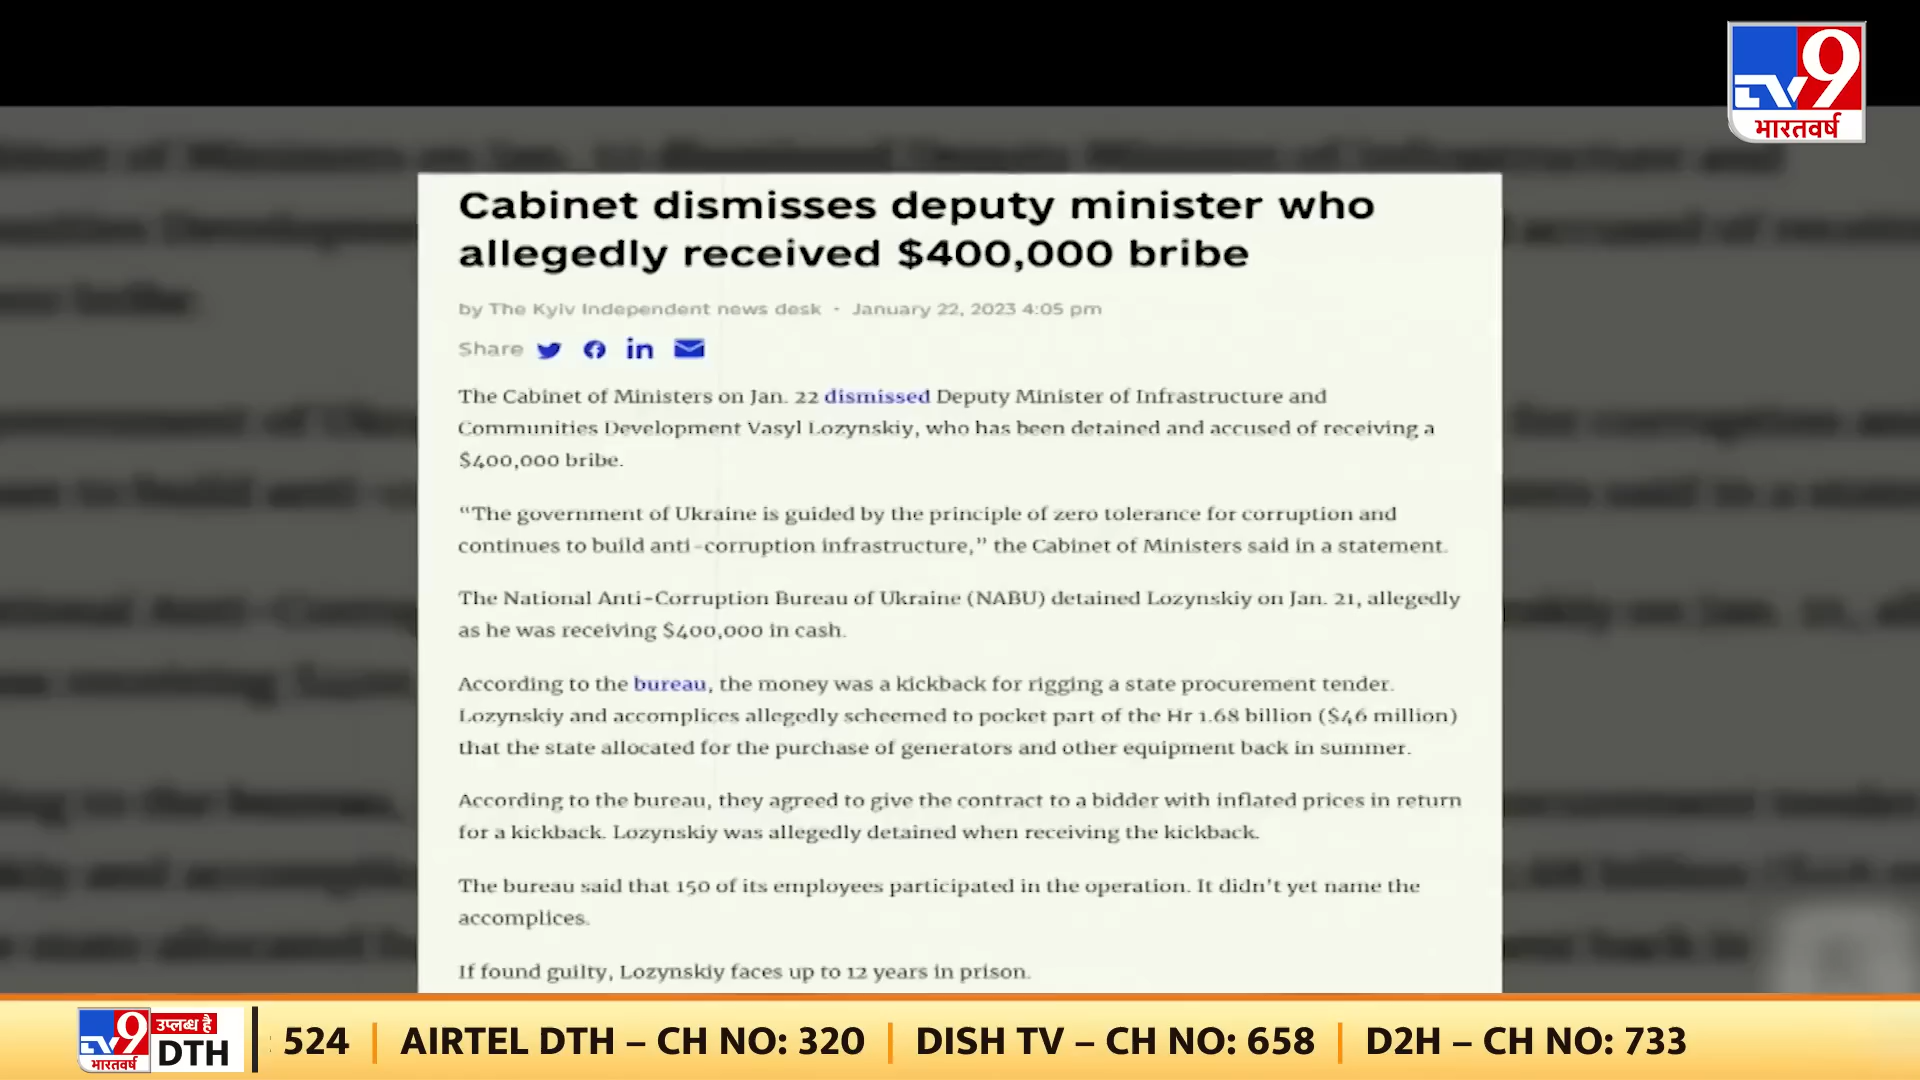 TV9
भारतवर्ष
Cabinet dismisses deputy minister who
allegedly received $400,000 bribe
by The Kyiv Independent news desk - January 22, 2023 4:05 pm
Share
The Cabinet of Ministers on Jan. 22 dismissed Deputy Minister of Infrastructure and
Communities Development Vasyl Lozynskiy, who has been detained and accused of receiving a
$400,000 bribe.
“The government of Ukraine is guided by the principle of zero tolerance for corruption and
continues to build anti-corruption infrastructure,” the Cabinet of Ministers said in a statement.
The National Anti-Corruption Bureau of Ukraine (NABU) detained Lozynskiy on Jan. 21, allegedly
as he was receiving $400,000 in cash.
According to the bureau, the money was a kickback for rigging a state procurement tender.
Lozynskiy and accomplices allegedly schemed to pocket part of the Hr 1.68 billion ($46 million)
that the state allocated for the purchase of generators and other equipment back in summer.
According to the bureau, they agreed to give the contract to a bidder with inflated prices in return
for a kickback. Lozynskiy was allegedly detained when receiving the kickback.
The bureau said that 150 of its employees participated in the operation. It didn't yet name the
accomplices.
If found guilty, Lozynskiy faces up to 12 years in prison.
TV9 भारतवर्ष उपलब्ध है DTH : 524 | AIRTEL DTH – CH NO: 320 | DISH TV – CH NO: 658 | D2H – CH NO: 733